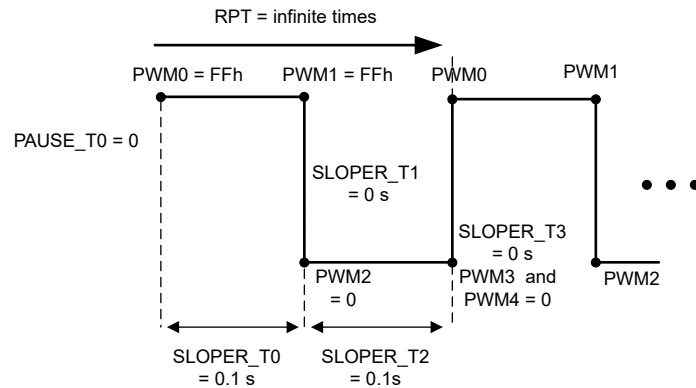 RPT = infinite times
PWM0 = FFh
PWM1 = FFh
PWM0
PWM1
PAUSE_T0 = 0
SLOPER_T1
= 0 s
SLOPER_T3
= 0s
PWM2
= 0
PWM3 and
PWM4 = 0
PWM2
SLOPER_T0
= 0.1 s
SLOPER_T2
= 0.1s